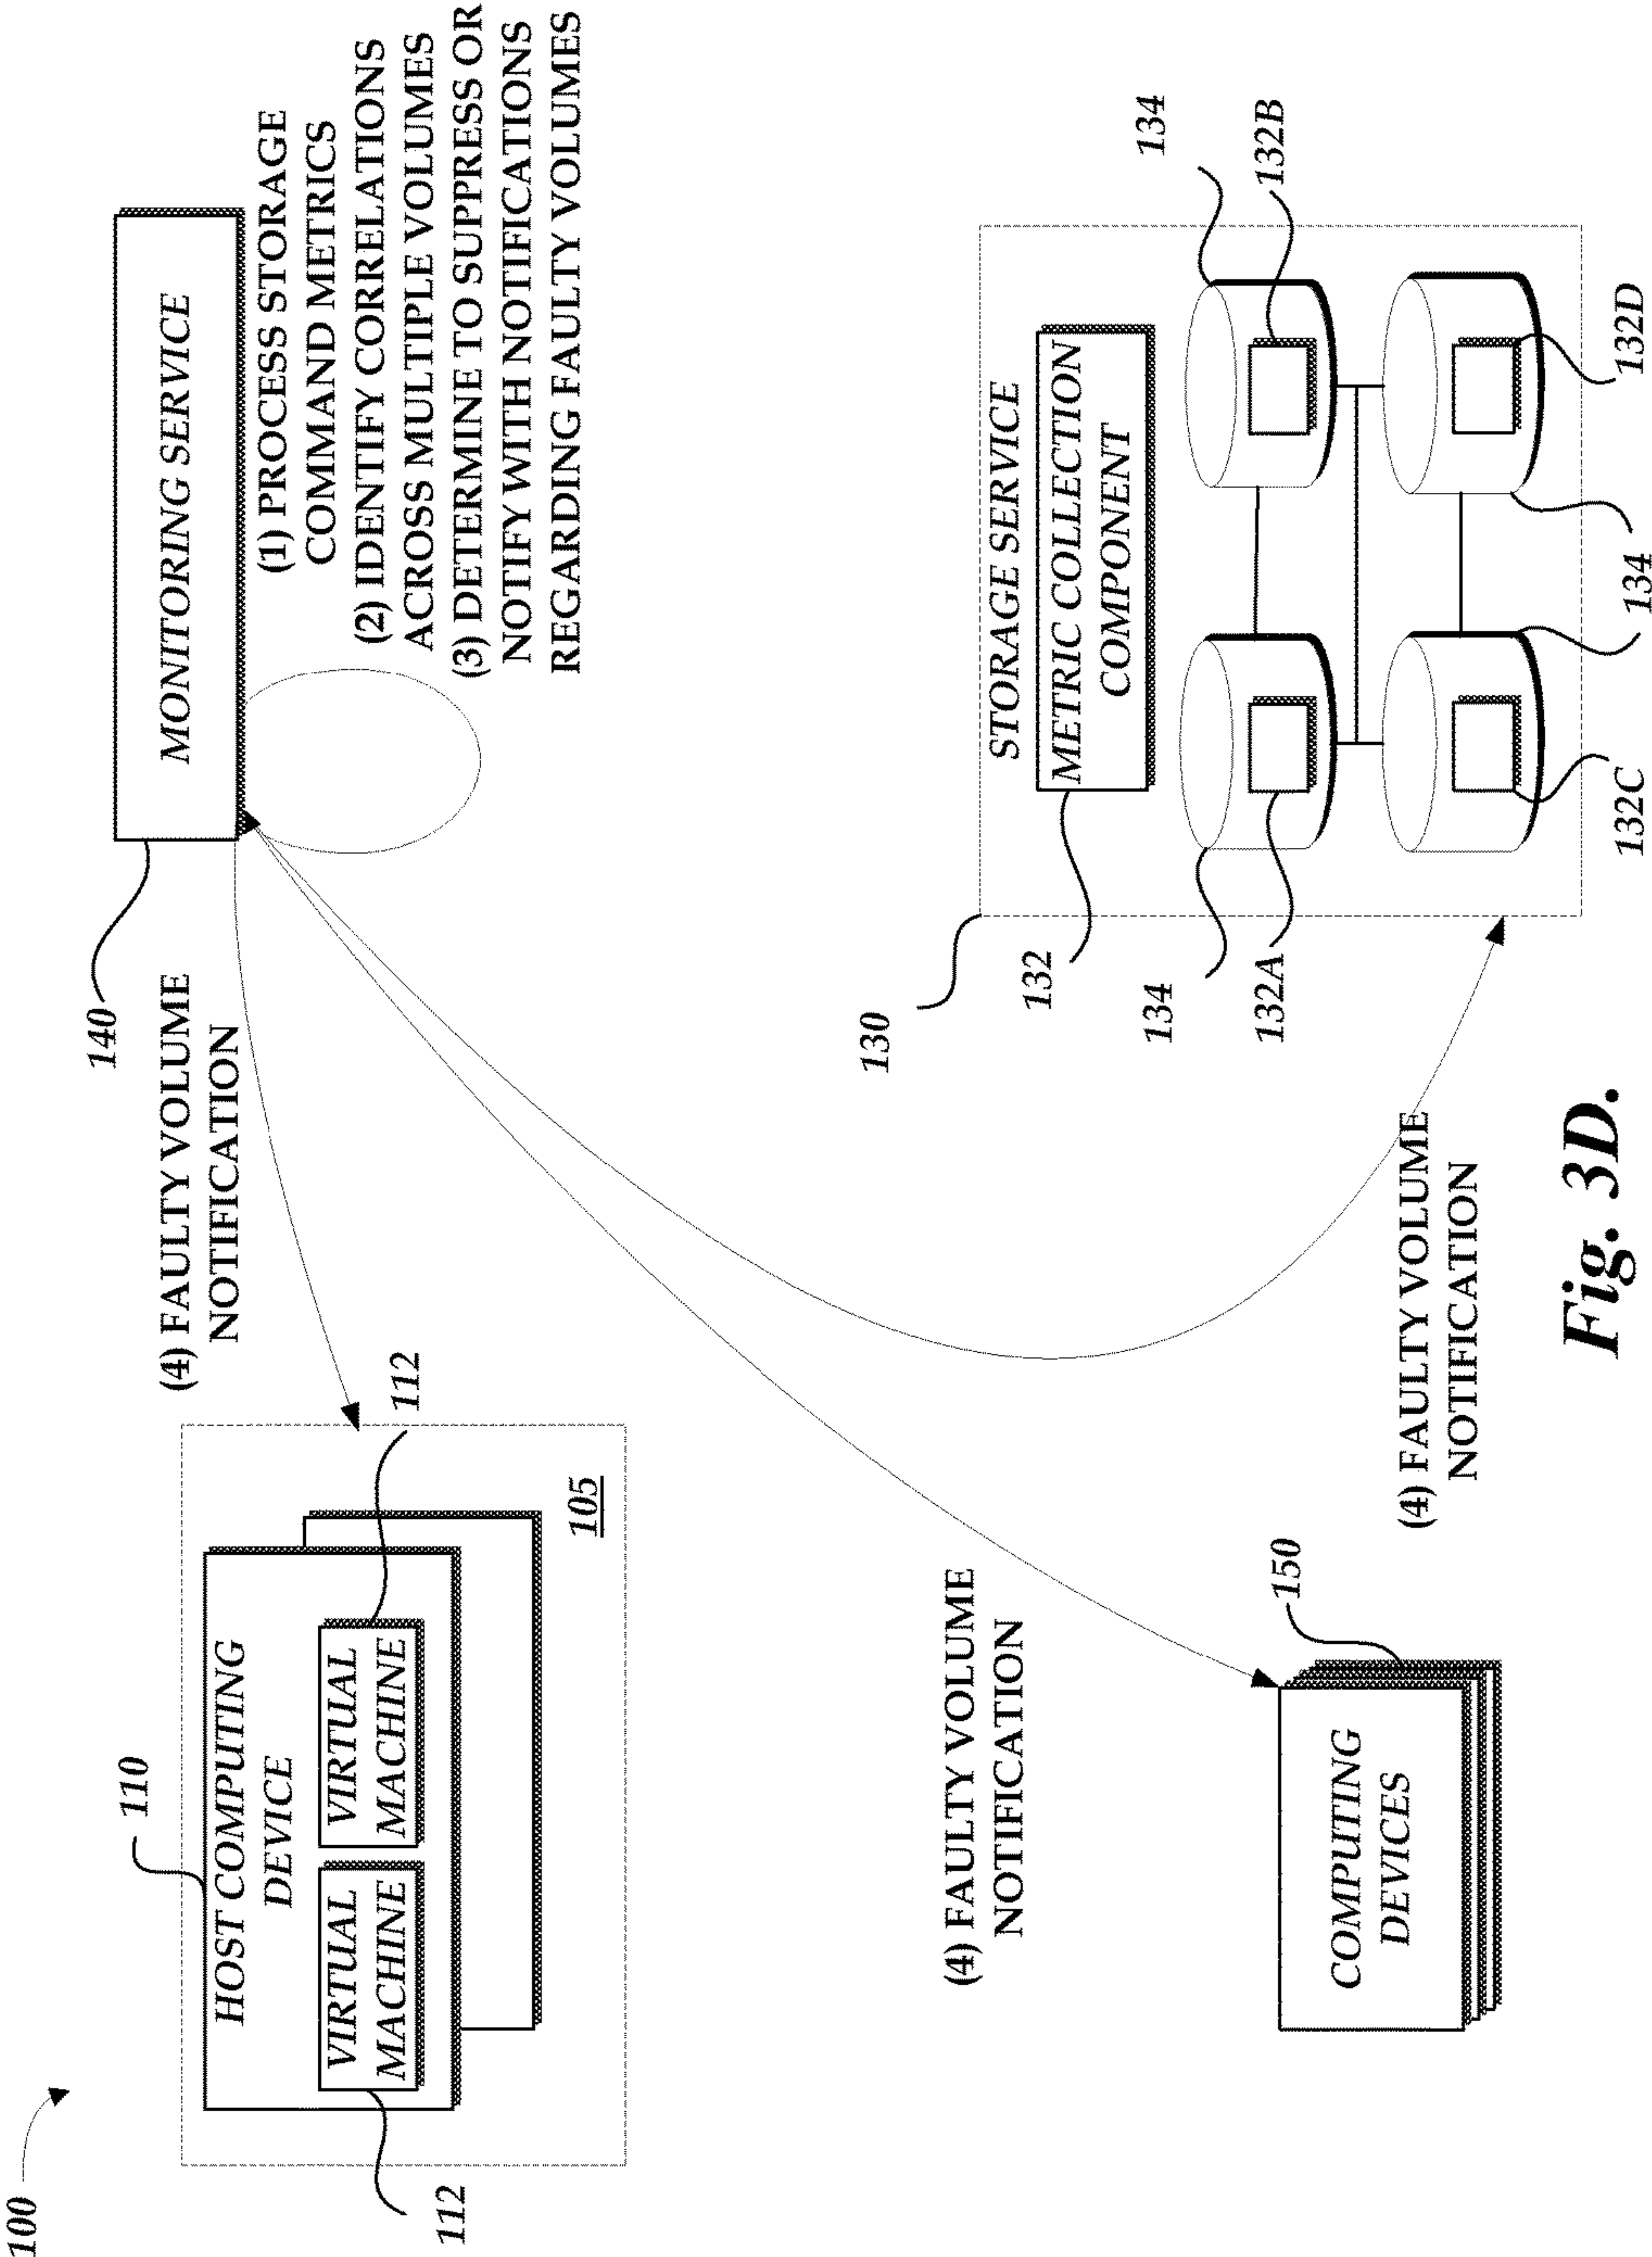 100
110
HOST COMPUTING
DEVICE
VIRTUAL
MACHINE
VIRTUAL
MACHINE
112
112
105
(4) FAULTY VOLUME
NOTIFICATION
140
MONITORING SERVICE
(1) PROCESS STORAGE
COMMAND METRICS
(2) IDENTIFY CORRELATIONS
ACROSS MULTIPLE VOLUMES
(3) DETERMINE TO SUPPRESS OR
NOTIFY WITH NOTIFICATIONS
REGARDING FAULTY VOLUMES
(4) FAULTY VOLUME
NOTIFICATION
COMPUTING
DEVICES
150
(4) FAULTY VOLUME
NOTIFICATION
130
STORAGE SERVICE
METRIC COLLECTION
COMPONENT
132
134
134
132A
132B
132C
134
132D
Fig. 3D.